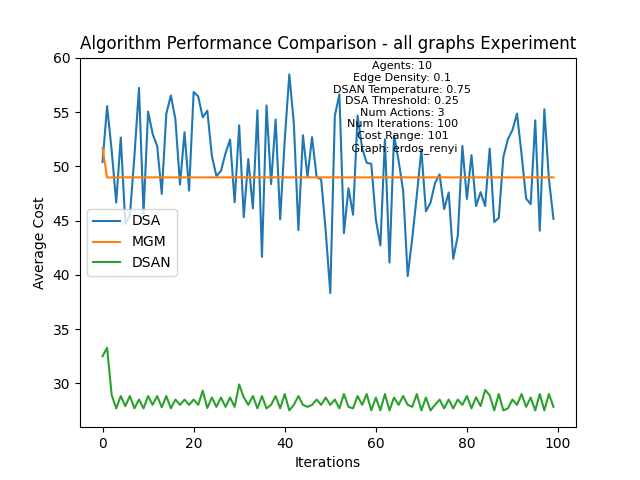 Algorithm Performance Comparison - all graphs Experiment
60
55
50
45
40
35
30
Average Cost
Agents: 10
Edge Density: 0.1
DSAN Temperature: 0.75
DSA Threshold: 0.25
Num Actions: 3
Num Iterations: 100
Cost Range: 101
Graph: erdos_renyi
DSA
MGM
DSAN
0 20 40 60 80 100
Iterations